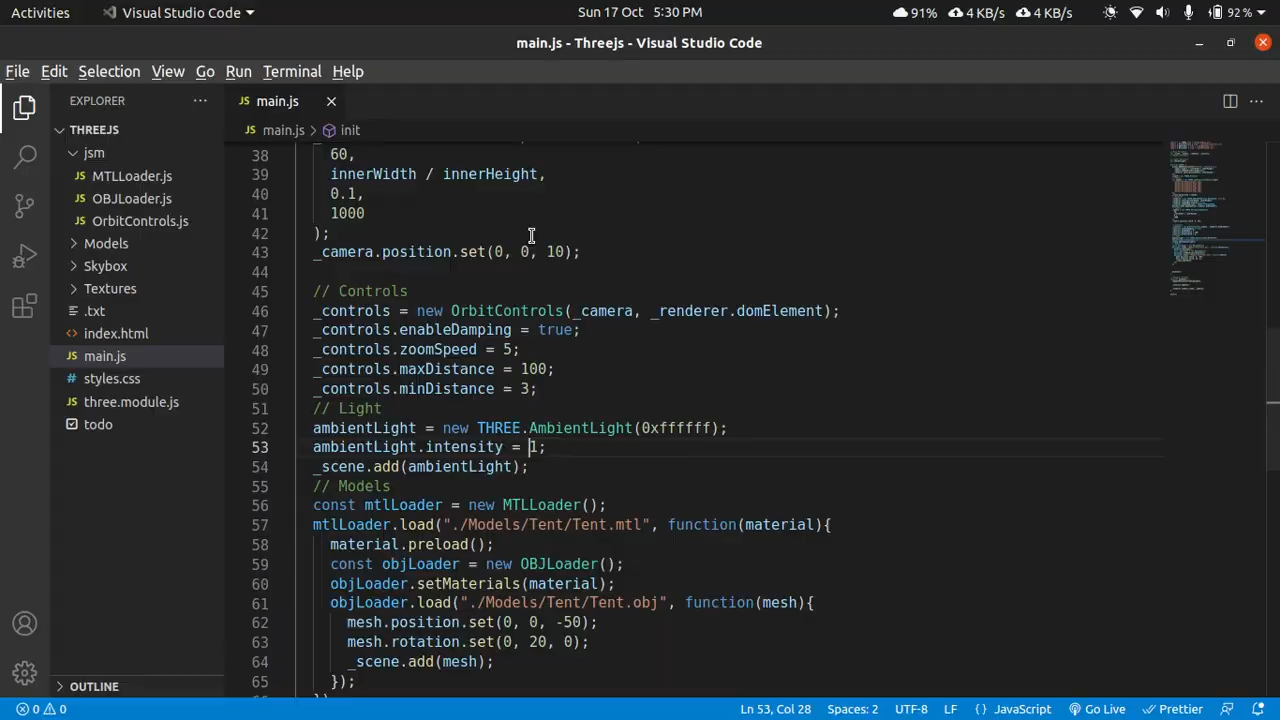 Activities
Visual Studio Code
Sun 17 Oct 5:30 PM
91%
4 KB/s
4 KB/s
92 %
main.js - Threejs - Visual Studio Code
File Edit Selection View Go Run Terminal Help
EXPLORER
JS main.js
THREEJS
JS main.js > init
jsm
JS MTLLoader.js
JS OBJLoader.js
JS OrbitControls.js
Models
Skybox
Textures
.txt
<> index.html
JS main.js
# styles.css
JS three.module.js
todo
OUTLINE
38 60,
39 innerWidth / innerHeight,
40 0.1,
41 1000
42 );
43 _camera.position.set(0, 0, 10);
44
45 // Controls
46 _controls = new OrbitControls(_camera, _renderer.domElement);
47 _controls.enableDamping = true;
48 _controls.zoomSpeed = 5;
49 _controls.maxDistance = 100;
50 _controls.minDistance = 3;
51 // Light
52 ambientLight = new THREE.AmbientLight(0xffffff);
53 ambientLight.intensity = 1;
54 _scene.add(ambientLight);
55 // Models
56 const mtlLoader = new MTLLoader();
57 mtlLoader.load("./Models/Tent/Tent.mtl", function(material){
58 material.preload();
59 const objLoader = new OBJLoader();
60 objLoader.setMaterials(material);
61 objLoader.load("./Models/Tent/Tent.obj", function(mesh){
62 mesh.position.set(0, 0, -50);
63 mesh.rotation.set(0, 20, 0);
64 _scene.add(mesh);
65 });
0 0
Ln 53, Col 28 Spaces: 2 UTF-8 LF {} JavaScript Go Live Prettier